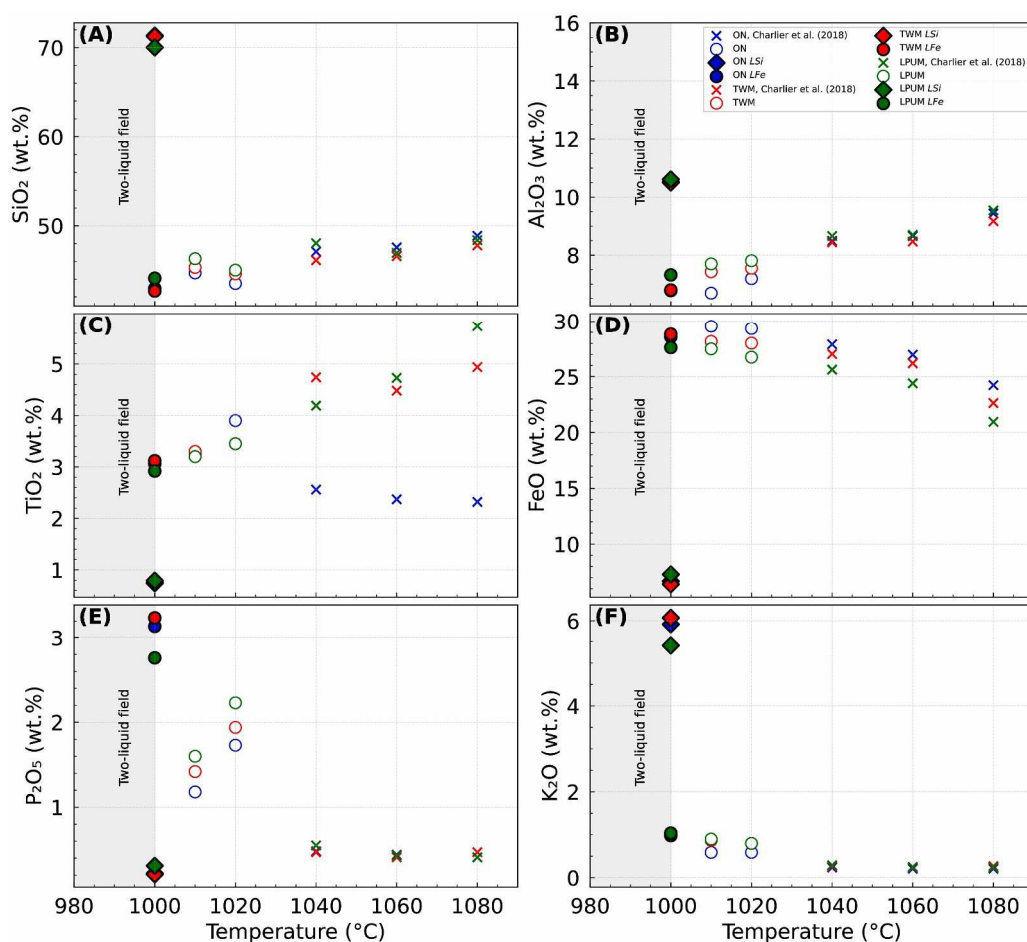 (A)
70
60
50
SiO₂ (wt.%)
Two-liquid field
(B)
16
14
12
10
8
Al₂O₃ (wt.%)
Two-liquid field
ON, Charlier et al. (2018)
ON
ON LSi
ON LFe
TWM, Charlier et al. (2018)
TWM
TWM LSi
TWM LFe
LPUM, Charlier et al. (2018)
LPUM
LPUM LSi
LPUM LFe
(C)
5
4
3
2
1
TiO₂ (wt.%)
Two-liquid field
(D)
30
25
20
15
10
FeO (wt.%)
Two-liquid field
(E)
3
2
1
P₂O₅ (wt.%)
Two-liquid field
980 1000 1020 1040 1060 1080
Temperature (°C)
(F)
6
4
2
0
K₂O (wt.%)
Two-liquid field
980 1000 1020 1040 1060 1080
Temperature (°C)